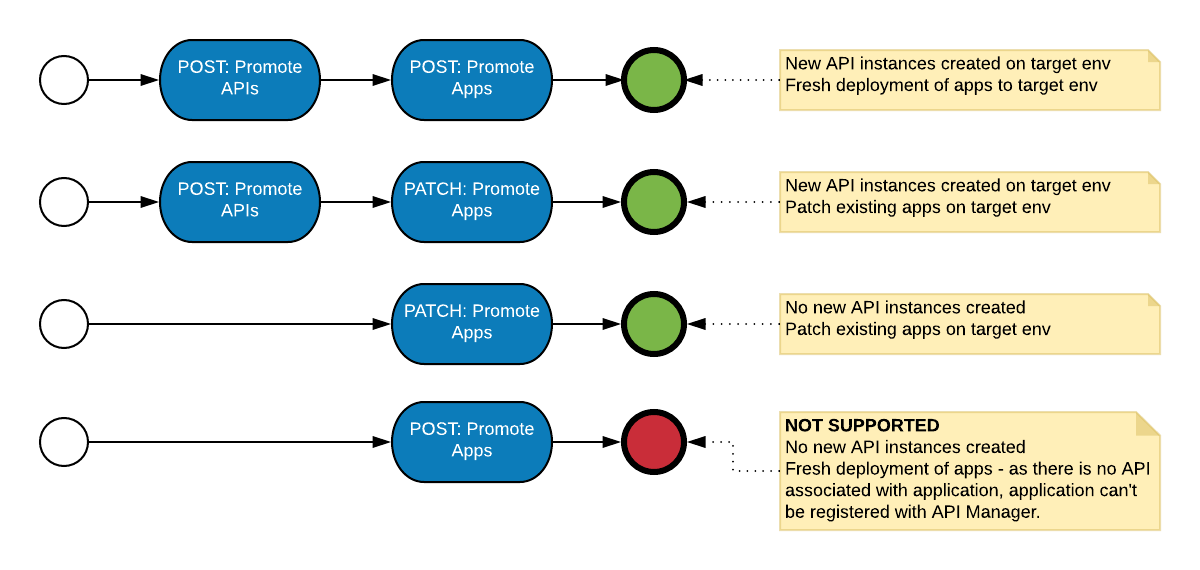 POST: Promote
APIs
POST: Promote
Apps
New API instances created on target env
Fresh deployment of apps to target env
POST: Promote
APIs
PATCH: Promote
Apps
New API instances created on target env
Patch existing apps on target env
PATCH: Promote
Apps
No new API instances created
Patch existing apps on target env
POST: Promote
Apps
NOT SUPPORTED
No new API instances created
Fresh deployment of apps - as there is no API
associated with application, application can't
be registered with API Manager.